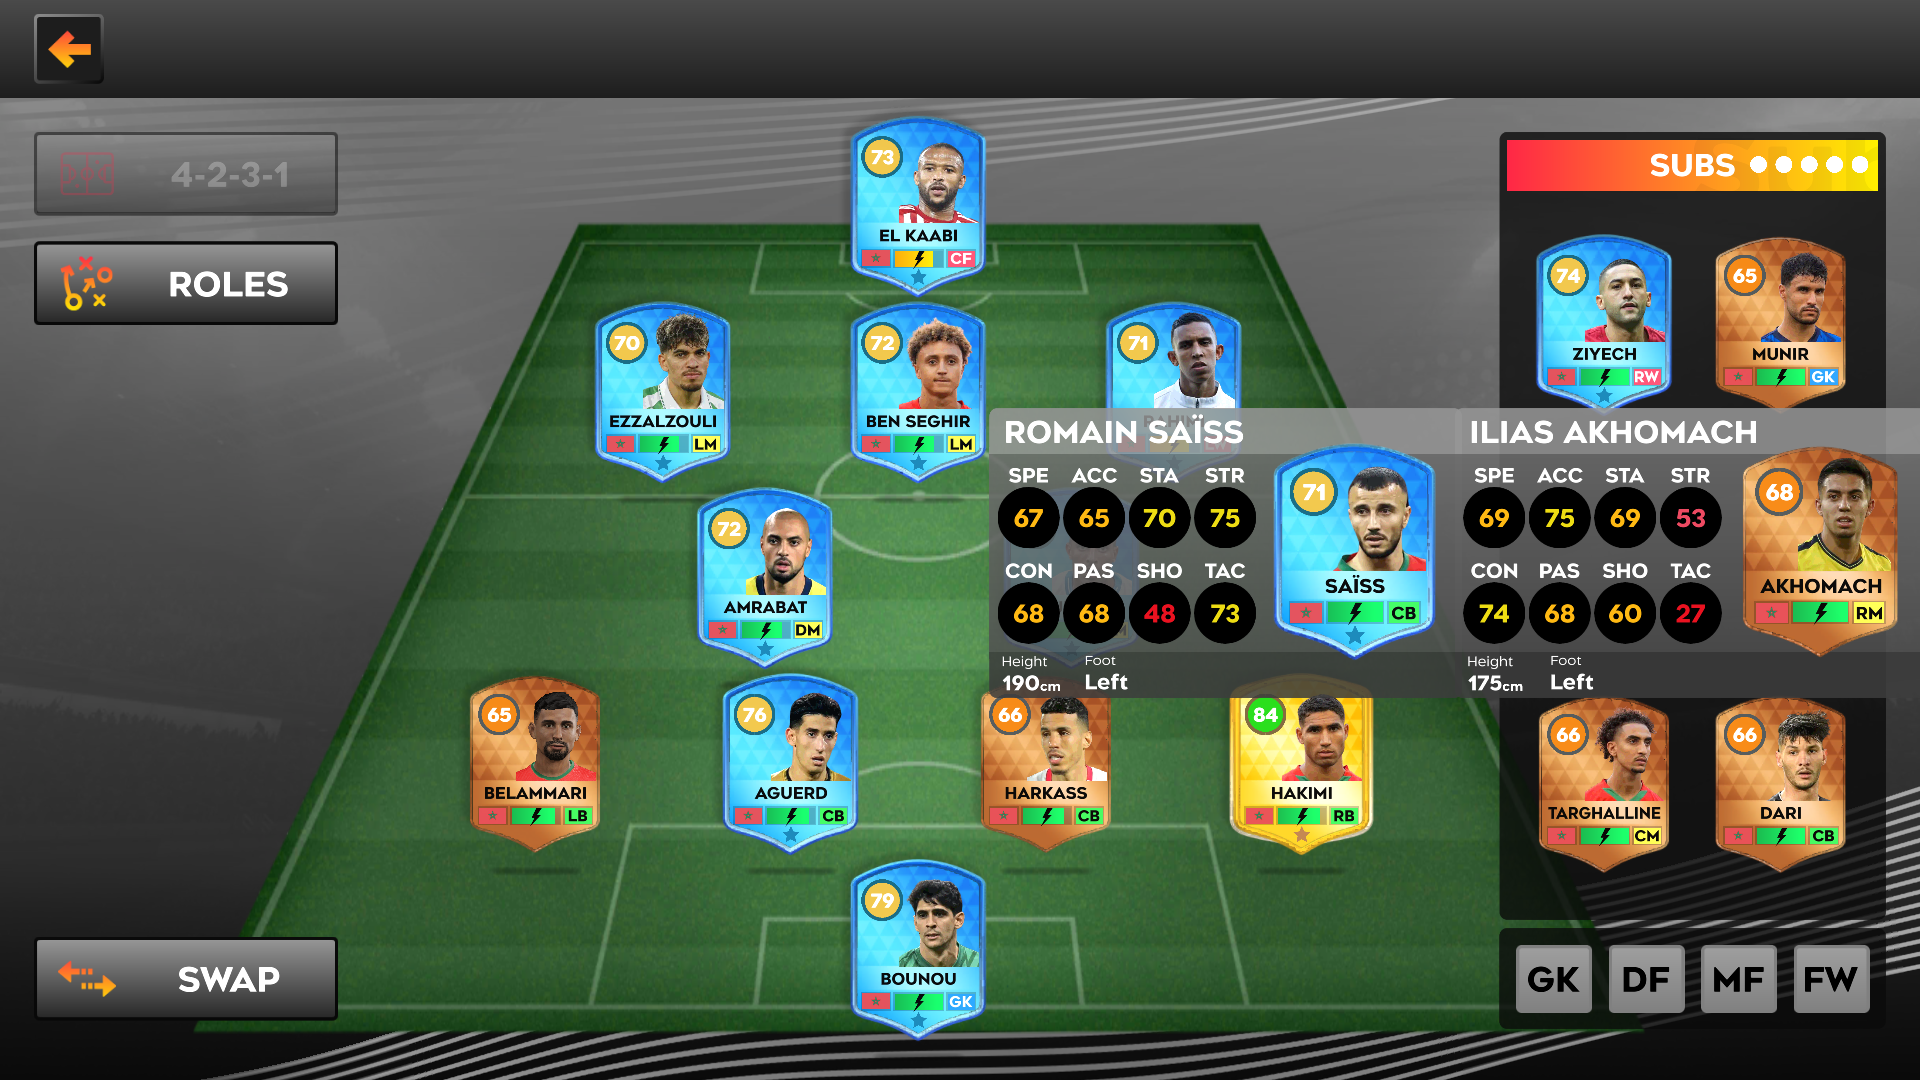 4-2-3-1
ROLES
SWAP
73
EL KAABI
CF
70
EZZALZOULI
LM
72
BEN SEGHIR
LM
71
72
AMRABAT
DM
65
BELAMMARI
LB
76
AGUERD
CB
66
HARKASS
CB
84
HAKIMI
RB
79
BOUNOU
GK
ROMAIN SAÏSS
SPE ACC STA STR
67 65 70 75
CON PAS SHO TAC
68 68 48 73
Height Foot
190cm Left
71
SAÏSS
CB
ILIAS AKHOMACH
SPE ACC STA STR
69 75 69 53
CON PAS SHO TAC
74 68 60 27
Height Foot
175cm Left
68
AKHOMACH
RM
SUBS
74
ZIYECH
RW
65
MUNIR
GK
66
TARGHALLINE
CM
66
DARI
CB
GK DF MF FW